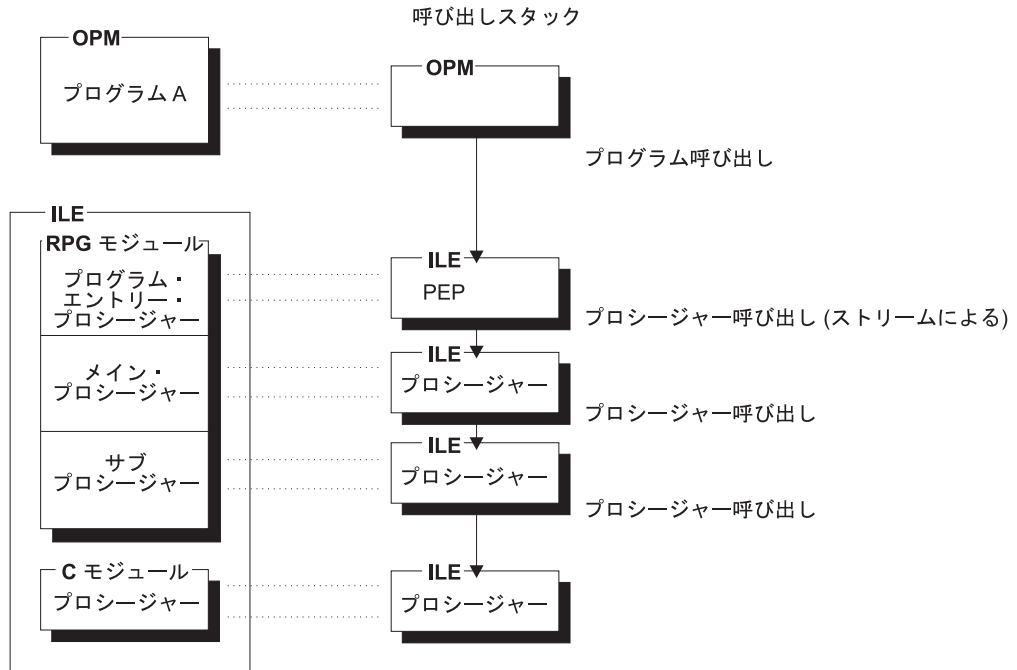 呼び出しスタック
OPM
プログラム A
OPM
プログラム呼び出し
ILE
RPG モジュール
プログラム・
エントリー・
プロシージャー
ILE
PEP
プロシージャー呼び出し (ストリームによる)
メイン・
プロシージャー
ILE
プロシージャー
プロシージャー呼び出し
サブ
プロシージャー
ILE
プロシージャー
プロシージャー呼び出し
C モジュール
プロシージャー
ILE
プロシージャー